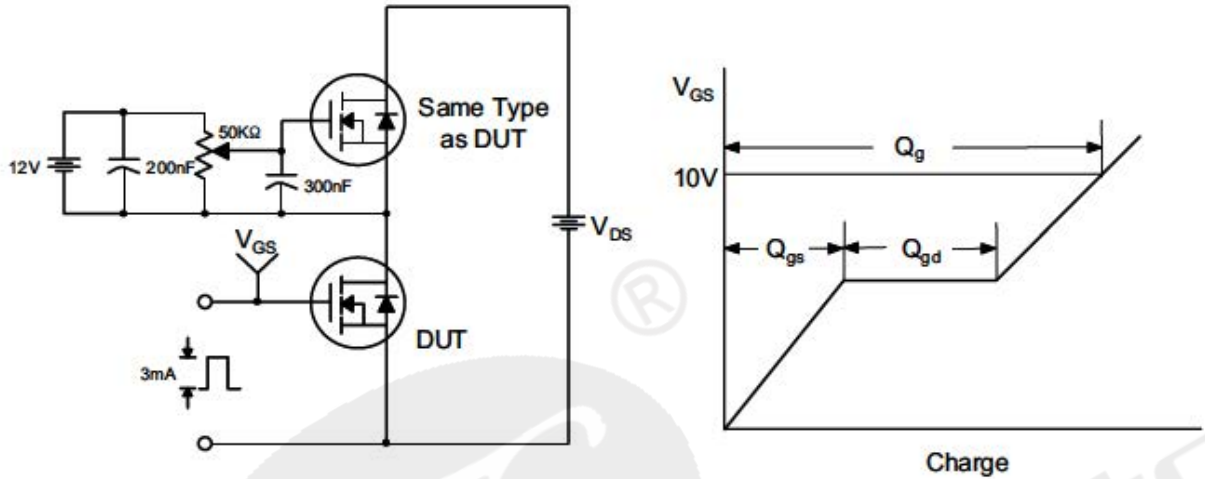 Same Type
as DUT
12V
200nF
50KΩ
300nF
VGS
VDS
DUT
3mA
VGS
10V
Qg
Qgs
Qgd
Charge
®